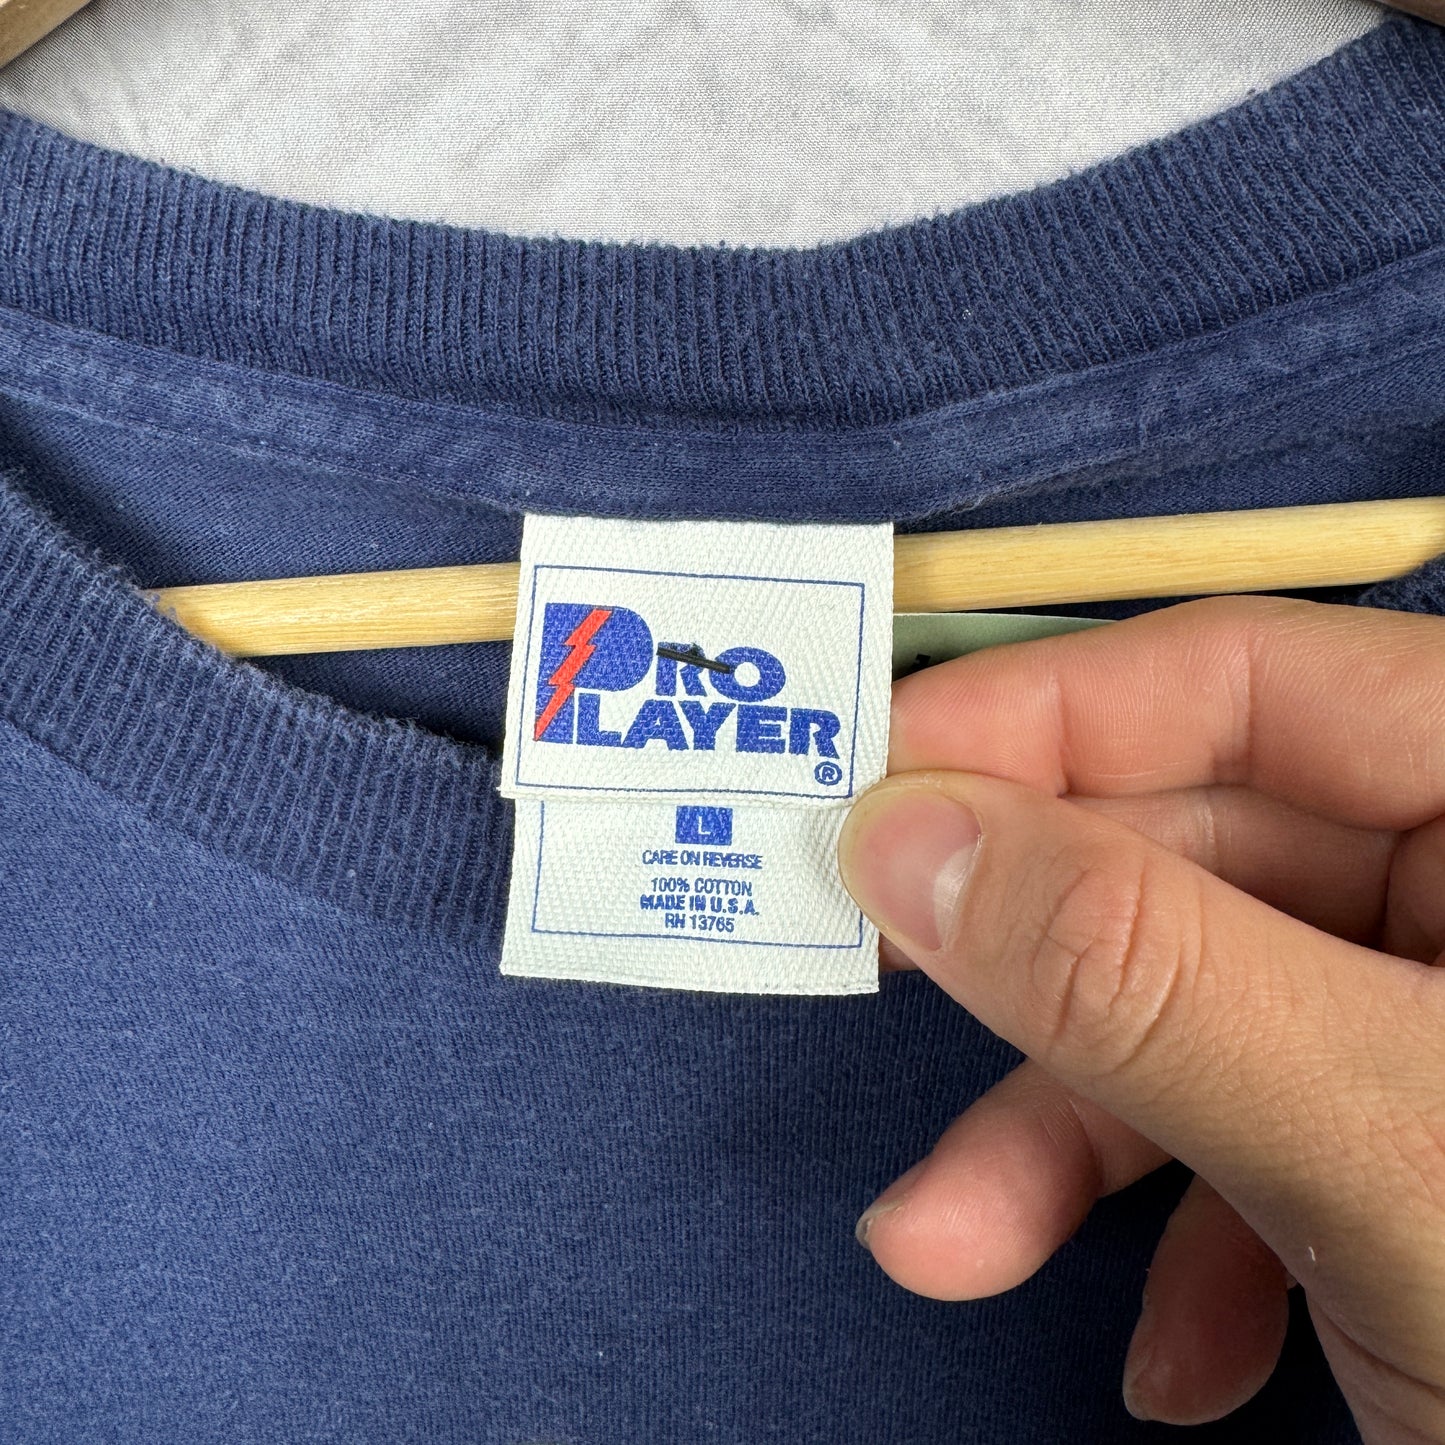 PRO
PLAYER
®
L
CARE ON REVERSE
100% COTTON
MADE IN U.S.A.
RN 13765